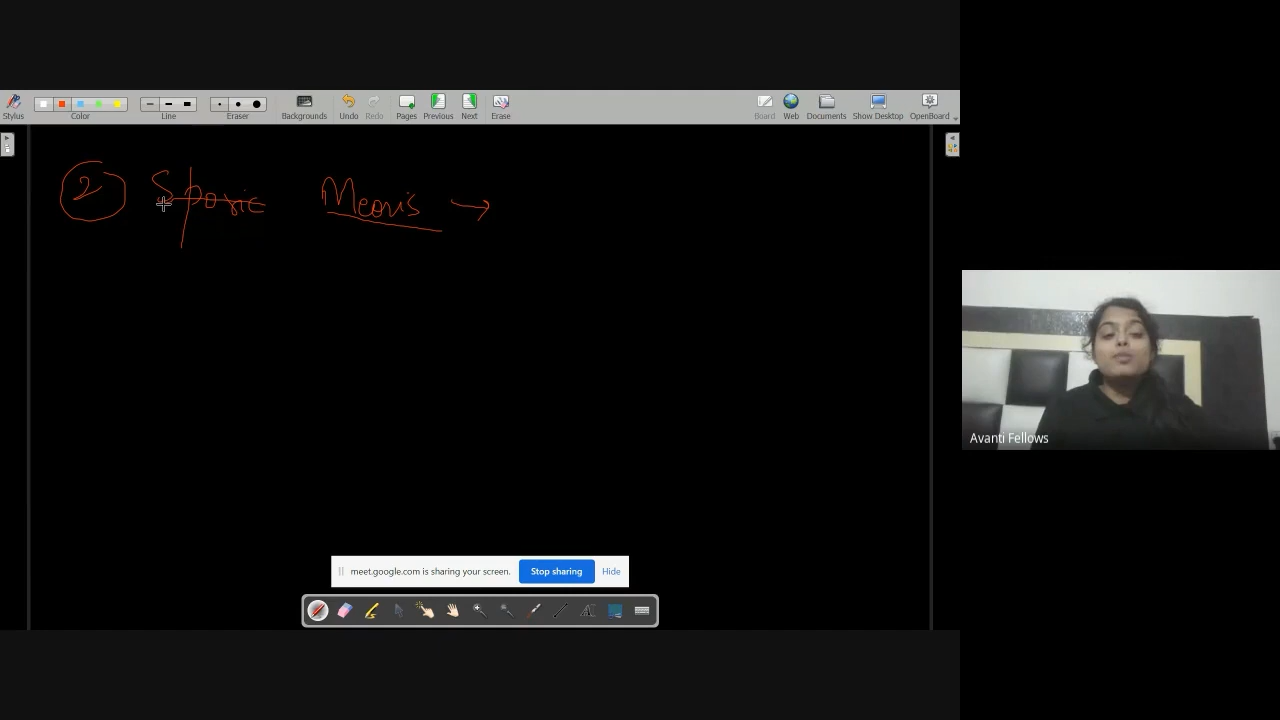 Stylus Color Line Eraser Backgrounds Undo Redo Pages Previous Next Erase Board Web Documents Show Desktop OpenBoard
2 Sporic Meoris →
meet.google.com is sharing your screen. Stop sharing Hide
Avanti Fellows